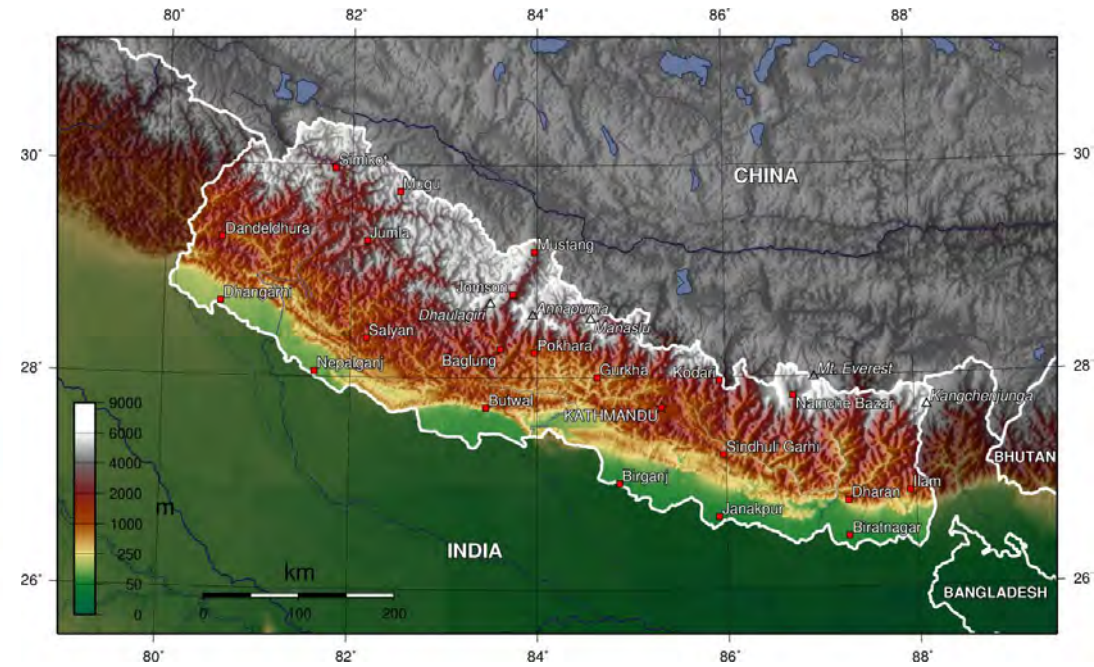 80° 82° 84° 86° 88°
30° 30°
CHINA
Simikot
Mugu
Dandeldhura
Jumla
Mustang
Dhangarhi
Jomson
Dhaulagiri
Annapurna
Manaslu
Salyan
Baglung
Pokhara
28° 28°
Nepalganj
Gurkha
Kodari
Mt. Everest
Butwal
KATHMANDU
Namche Bazar
Kangchenjunga
9000
6000
4000
2000
1000
250
50
0
m
Sindhuli Garhi
BHUTAN
Birganj
Dharan
Ilam
Janakpur
Biratnagar
INDIA
26° 26°
km
0 100 200
BANGLADESH
80° 82° 84° 86° 88°